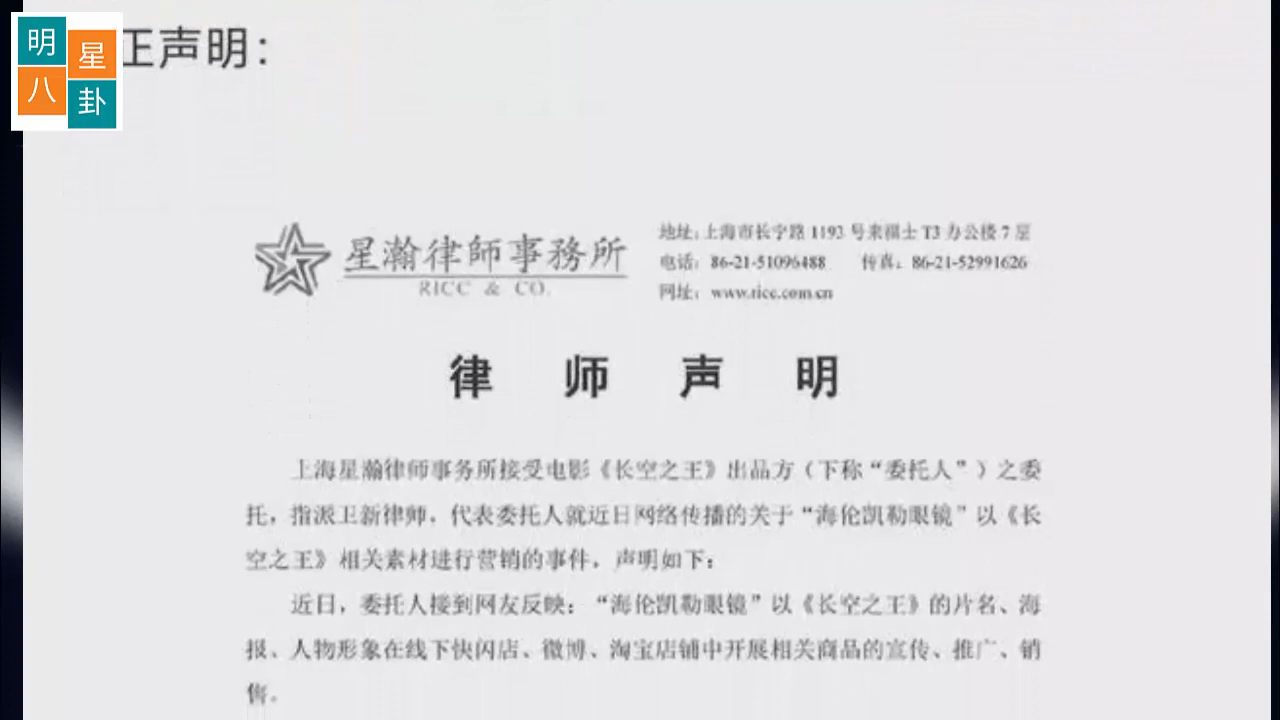 明星八卦
正声明：
星瀚律師事務所
RICC & CO.
地址：上海市长宁路 1193 号来福士 T3 办公楼 7 层
电话：86-21-51096488 传真：86-21-52991626
网址：www.ricc.com.cn
律师声明
上海星瀚律师事务所接受电影《长空之王》出品方（下称“委托人”）之委
托，指派卫新律师，代表委托人就近日网络传播的关于“海伦凯勒眼镜”以《长
空之王》相关素材进行营销的事件，声明如下：
近日，委托人接到网友反映：“海伦凯勒眼镜”以《长空之王》的片名、海
报、人物形象在线下快闪店、微博、淘宝店铺中开展相关商品的宣传、推广、销
售。